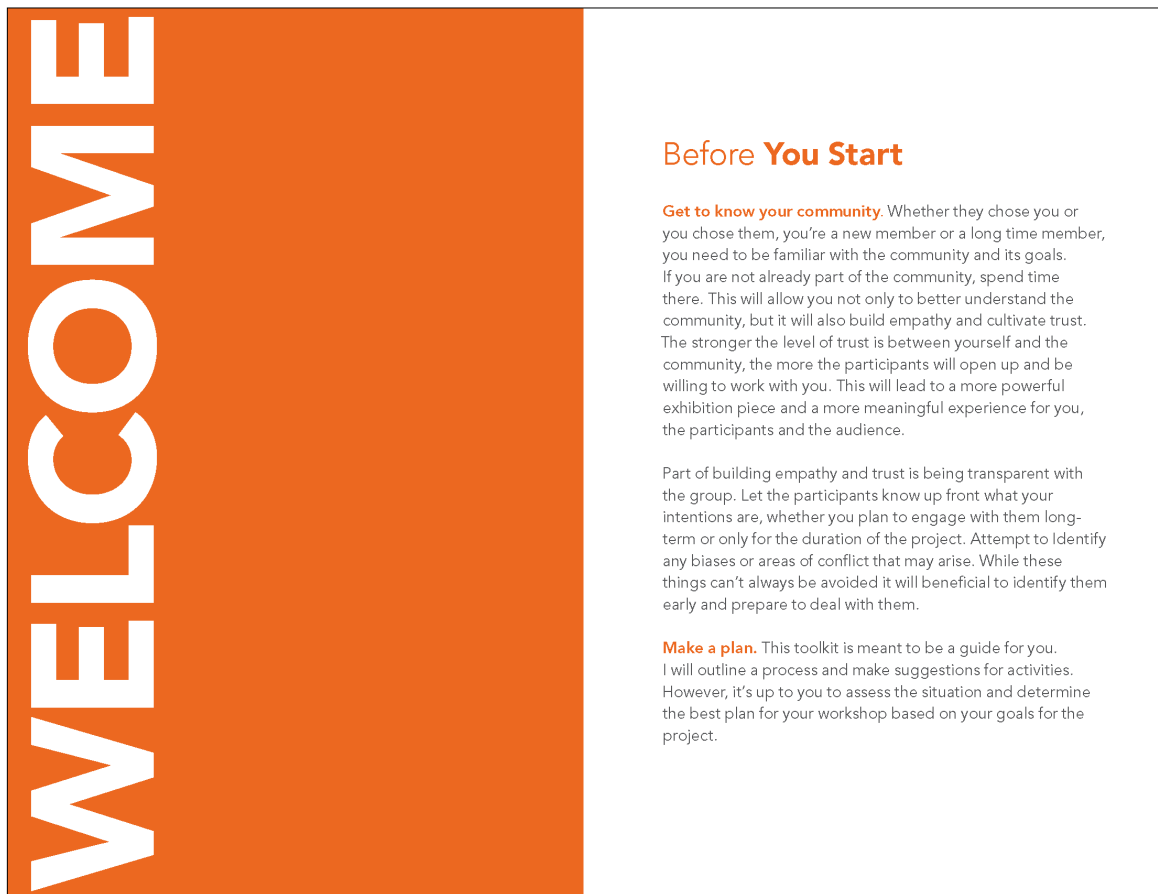 WELCOME
Before You Start
Get to know your community. Whether they chose you or
you chose them, you’re a new member or a long time member,
you need to be familiar with the community and its goals.
If you are not already part of the community, spend time
there. This will allow you not only to better understand the
community, but it will also build empathy and cultivate trust.
The stronger the level of trust is between yourself and the
community, the more the participants will open up and be
willing to work with you. This will lead to a more powerful
exhibition piece and a more meaningful experience for you,
the participants and the audience.
Part of building empathy and trust is being transparent with
the group. Let the participants know up front what your
intentions are, whether you plan to engage with them long-
term or only for the duration of the project. Attempt to Identify
any biases or areas of conflict that may arise. While these
things can’t always be avoided it will beneficial to identify them
early and prepare to deal with them.
Make a plan. This toolkit is meant to be a guide for you.
I will outline a process and make suggestions for activities.
However, it’s up to you to assess the situation and determine
the best plan for your workshop based on your goals for the
project.